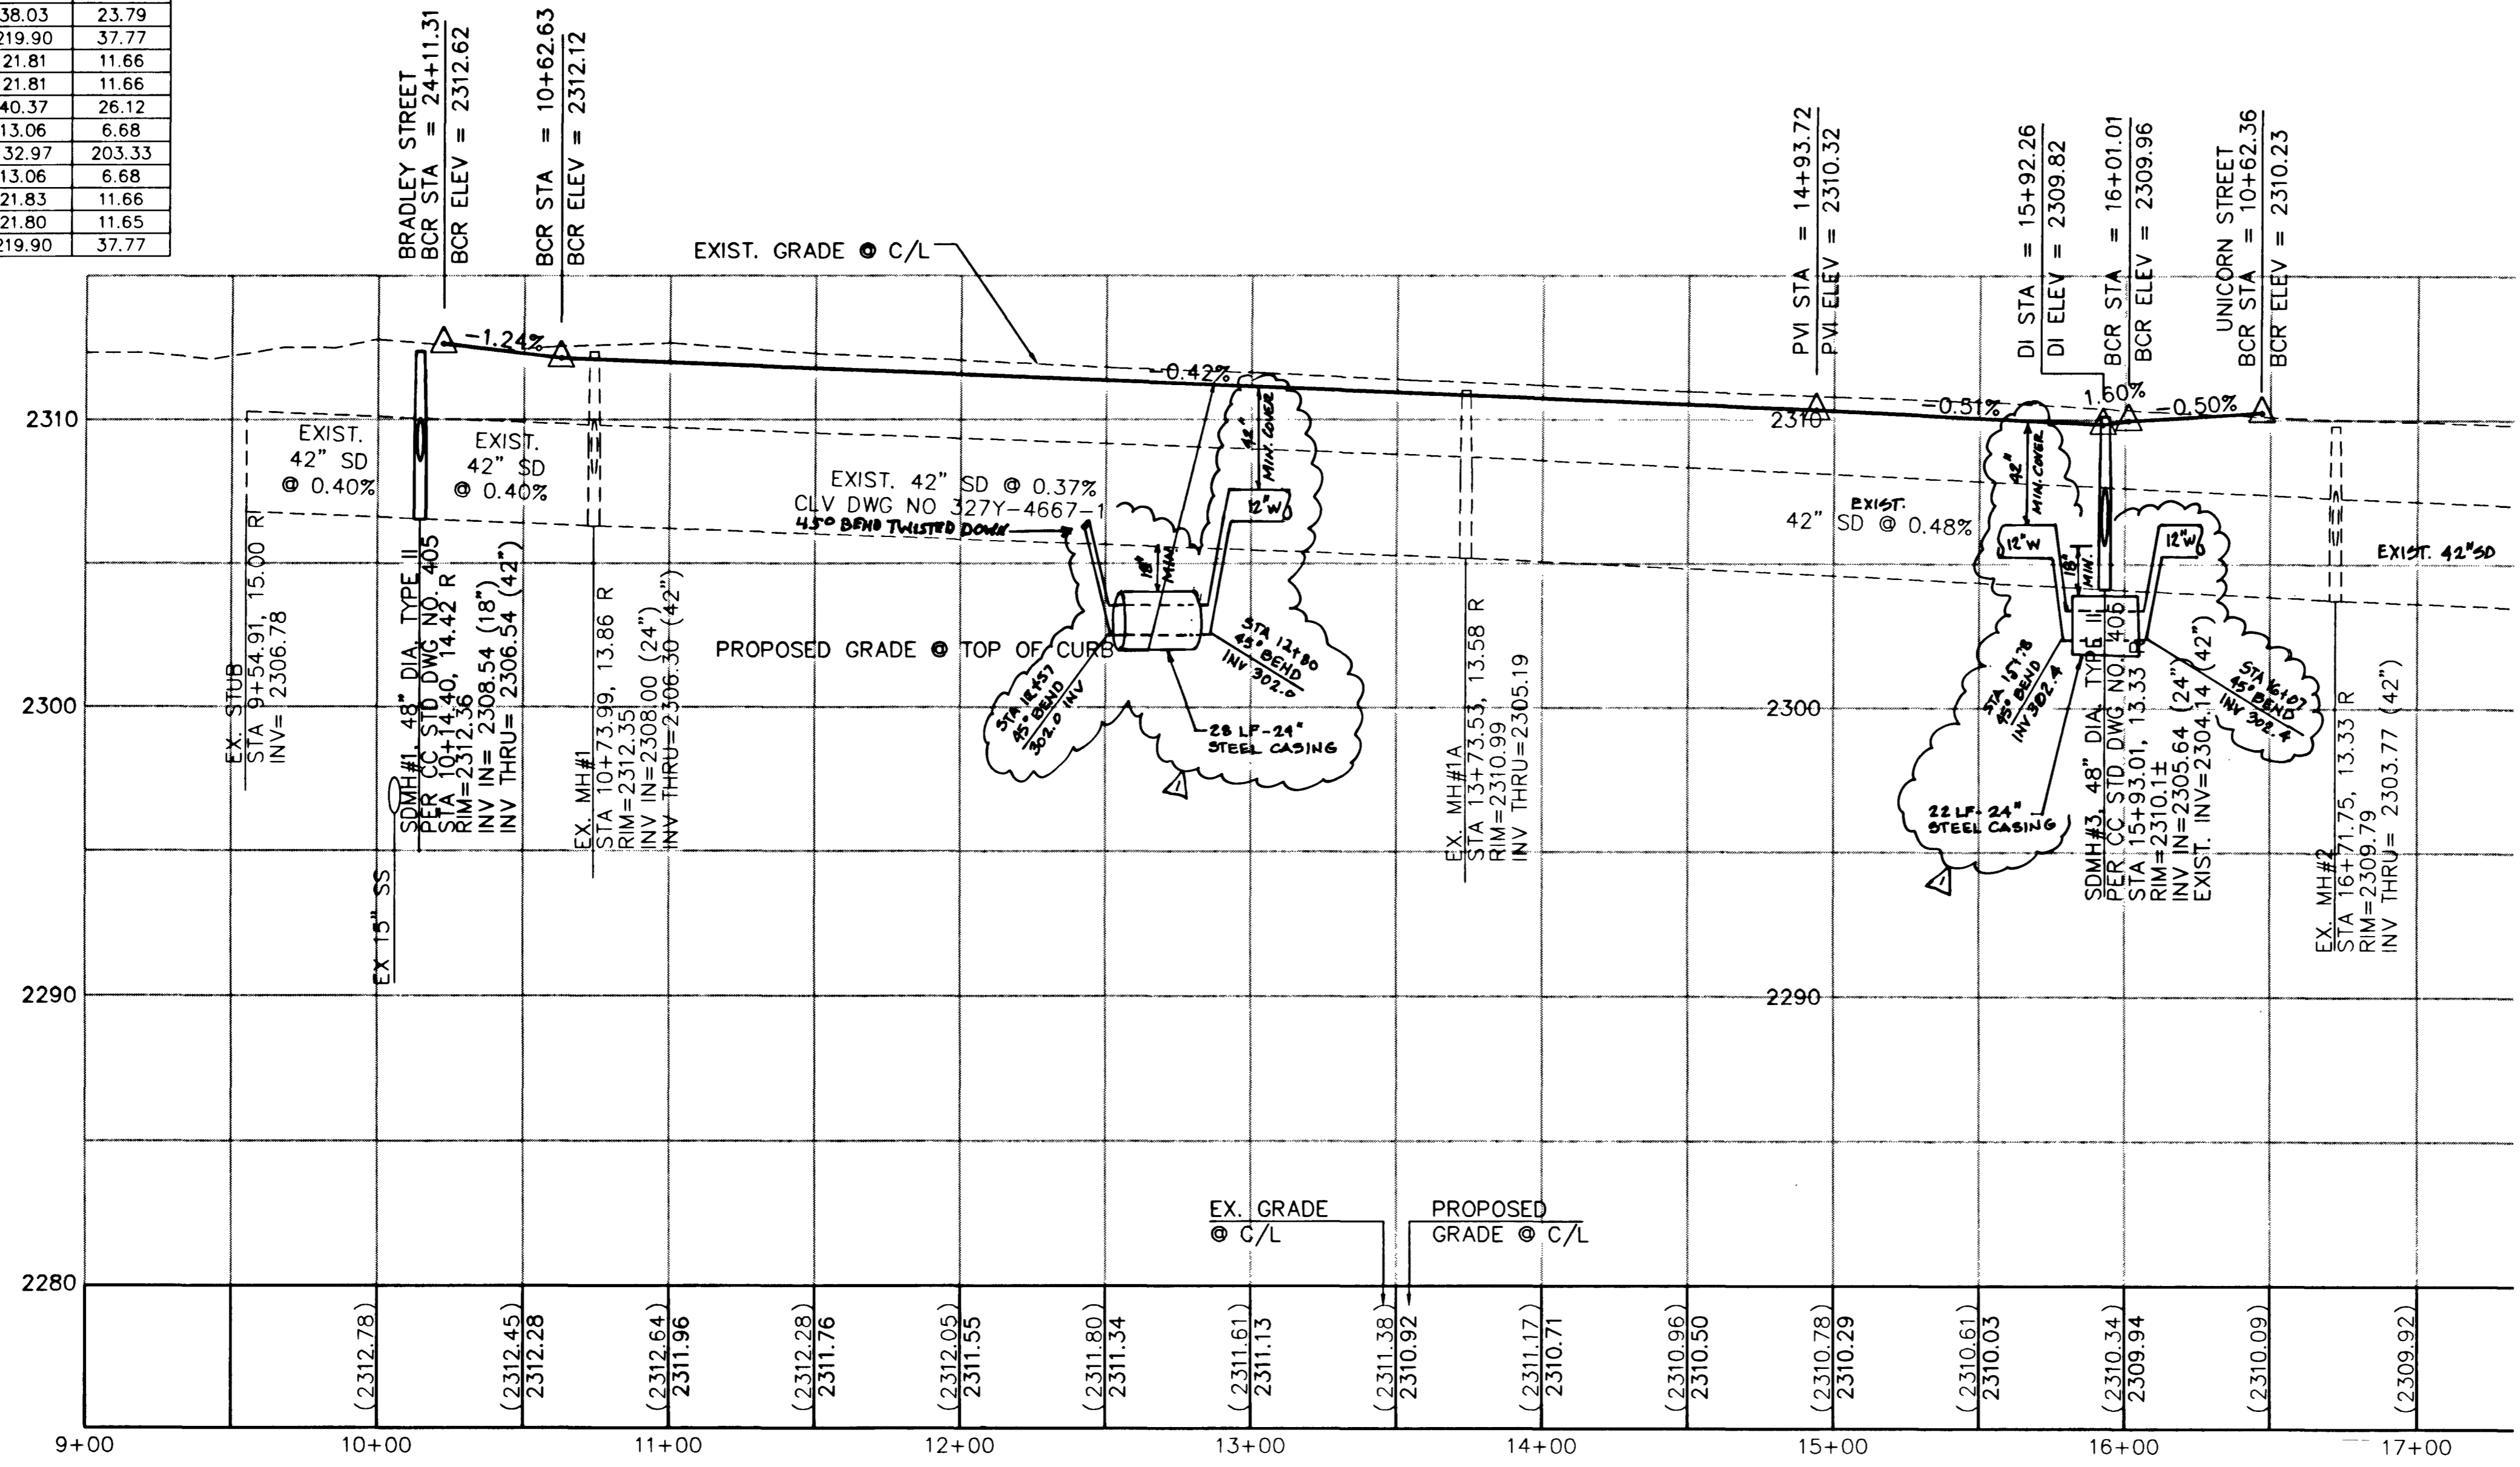 38.03 23.79
219.90 37.77
21.81 11.66
21.81 11.66
40.37 26.12
13.06 6.68
32.97 203.33
13.06 6.68
21.83 11.66
21.80 11.65
219.90 37.77
BRADLEY STREET
BCR STA = 24+11.31
BCR ELEV = 2312.62
BCR STA = 10+62.63
BCR ELEV = 2312.12
EXIST. GRADE @ C/L
PVI STA = 14+93.72
PVI ELEV = 2310.32
DI STA = 15+92.26
DI ELEV = 2309.82
BCR STA = 16+01.01
BCR ELEV = 2309.96
UNICORN STREET
BCR STA = 10+62.36
BCR ELEV = 2310.23
-1.24%
-0.42%
-0.51%
1.60%
-0.50%
2310
2310
EXIST.
42" SD
@ 0.40%
EXIST.
42" SD
@ 0.40%
EXIST. 42" SD @ 0.37%
CLV DWG NO 327Y-4667-1
45° BEND TWISTED DOWN
42"
MIN. COVER
12"W
18"
MIN.
EXIST.
42" SD @ 0.48%
42"
MIN. COVER
12"W
18"
MIN.
12"W
EXIST. 42"SD
PROPOSED GRADE @ TOP OF CURB
STA 12+57
45° BEND
302.0 INV
STA 12+80
45° BEND
INV 302.0
28 LF-24"
STEEL CASING
STA 15+78
45° BEND
INV 302.4
STA 16+07
45° BEND
INV 302.4
22 LF-24"
STEEL CASING
EX. STUB
STA 9+54.91, 15.00 R
INV= 2306.78
EX 15" SS
SDMH#1, 48" DIA. TYPE II
PER CC STD DWG NO. 405
STA 10+14.40, 14.42 R
RIM=2312.36
INV IN= 2308.54 (18")
INV THRU= 2306.54 (42")
EX. MH#1
STA 10+73.99, 13.86 R
RIM=2312.35
INV IN=2308.00 (24")
INV THRU=2306.30 (42")
EX. MH#1A
STA 13+73.53, 13.58 R
RIM=2310.99
INV THRU=2305.19
SDMH#3, 48" DIA. TYPE II
PER CC STD DWG NO. 405
STA 15+93.01, 13.33 R
RIM=2310.1±
INV IN=2305.64 (24")
EXIST. INV=2304.14 (42")
EX. MH#2
STA 16+71.75, 13.33 R
RIM=2309.79
INV THRU= 2303.77 (42")
2300
2300
2290
2290
2280
EX. GRADE
@ C/L
PROPOSED
GRADE @ C/L
(2312.78)
(2312.45)
2312.28
(2312.64)
2311.96
(2312.28)
2311.76
(2312.05)
2311.55
(2311.80)
2311.34
(2311.61)
2311.13
(2311.38)
2310.92
(2311.17)
2310.71
(2310.96)
2310.50
(2310.78)
2310.29
(2310.61)
2310.03
(2310.34)
2309.94
(2310.09)
(2309.92)
9+00 10+00 11+00 12+00 13+00 14+00 15+00 16+00 17+00